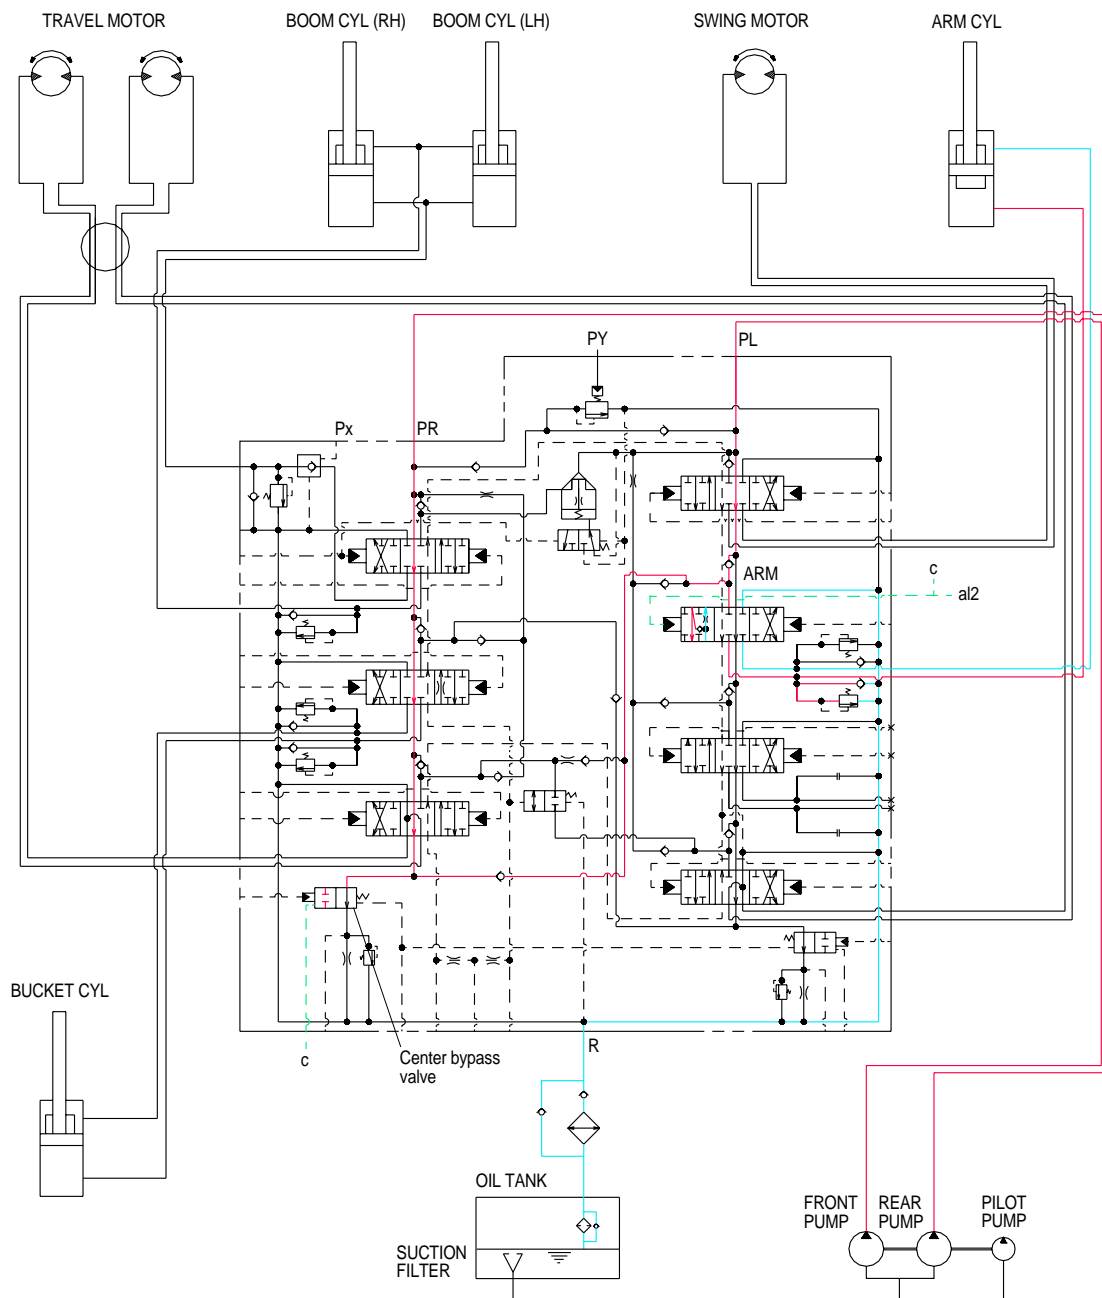 TRAVEL MOTOR
BOOM CYL (RH)
BOOM CYL (LH)
SWING MOTOR
ARM CYL
PY
PL
Px
PR
ARM
c
al2
BUCKET CYL
c
Center bypass
valve
R
OIL TANK
SUCTION
FILTER
FRONT
PUMP
REAR
PUMP
PILOT
PUMP